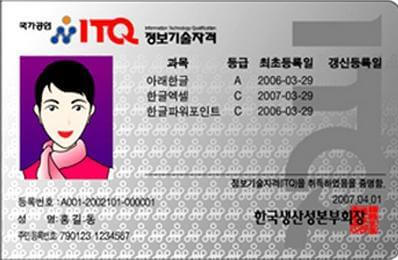 국가공인 ITQ Information Technology Qualification
정보기술자격
과목 등급 최초등록일 갱신등록일
아래한글 A 2006-03-29
한글엑셀 C 2007-03-29
한글파워포인트 C 2006-03-29
정보기술자격(ITQ)을 취득하였음을 증명함.
등록번호 : A001-2002101-000001
2007.04.01
성 명 : 홍길동
한국생산성본부회장
주민등록번호 790123 1234567
ITQ